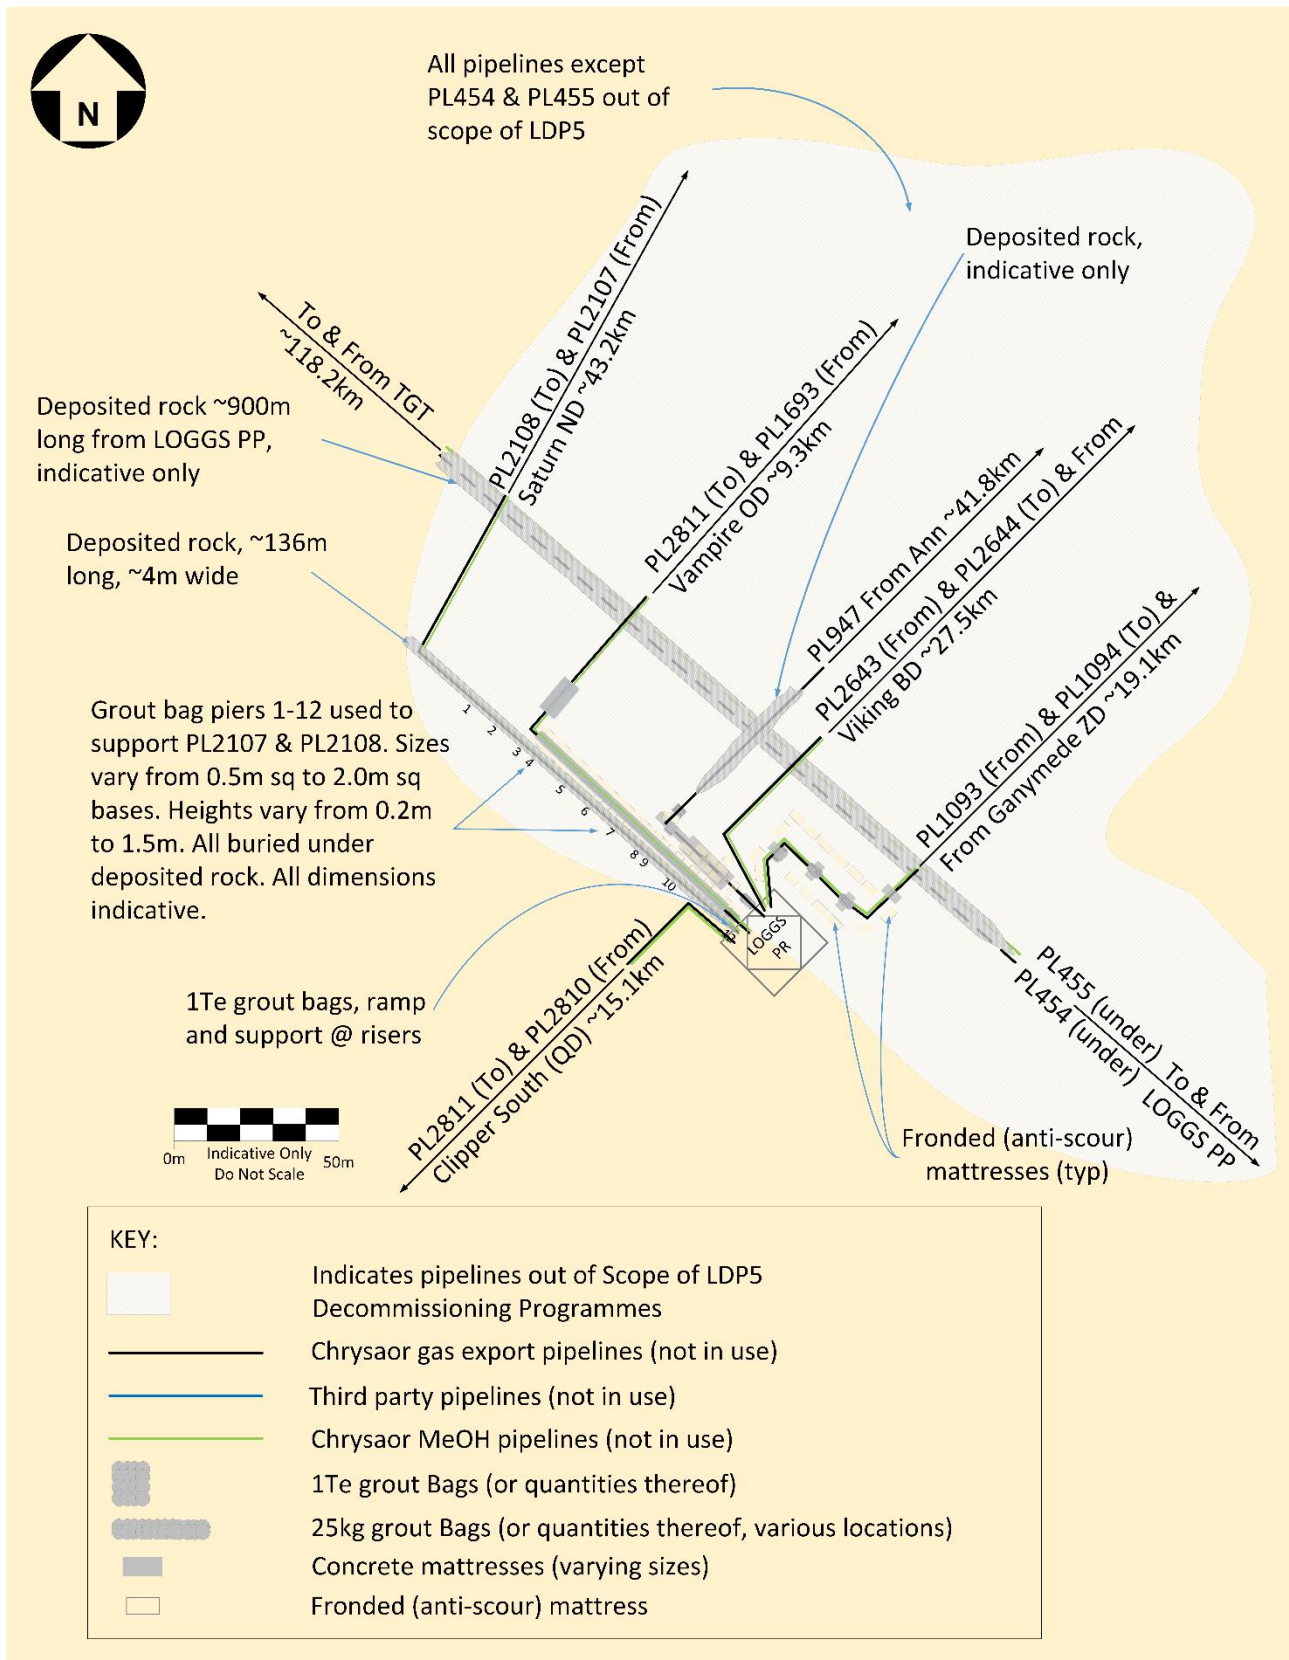 N
All pipelines except
PL454 & PL455 out of
scope of LDP5
Deposited rock,
indicative only
To & From TGT
~118.2km
PL2108 (To) & PL2107 (From)
Saturn ND ~43.2km
Deposited rock ~900m
long from LOGGS PP,
indicative only
PL2811 (To) & PL1693 (From)
Vampire OD ~9.3km
Deposited rock, ~136m
long, ~4m wide
PL947 From Ann ~41.8km
PL2643 (From) & PL2644 (To) & From
Viking BD ~27.5km
PL1093 (From) & PL1094 (To) &
From Ganymede ZD ~19.1km
Grout bag piers 1-12 used to
support PL2107 & PL2108. Sizes
vary from 0.5m sq to 2.0m sq
bases. Heights vary from 0.2m
to 1.5m. All buried under
deposited rock. All dimensions
indicative.
1
2
3
4
5
6
7
8
9
10
12
LOGGS
PR
1Te grout bags, ramp
and support @ risers
PL2811 (To) & PL2810 (From)
Clipper South (QD) ~15.1km
PL455 (under) To & From
PL454 (under) LOGGS PP
Fronded (anti-scour)
mattresses (typ)
0m Indicative Only 50m
Do Not Scale
KEY:
Indicates pipelines out of Scope of LDP5
Decommissioning Programmes
Chrysaor gas export pipelines (not in use)
Third party pipelines (not in use)
Chrysaor MeOH pipelines (not in use)
1Te grout Bags (or quantities thereof)
25kg grout Bags (or quantities thereof, various locations)
Concrete mattresses (varying sizes)
Fronded (anti-scour) mattress